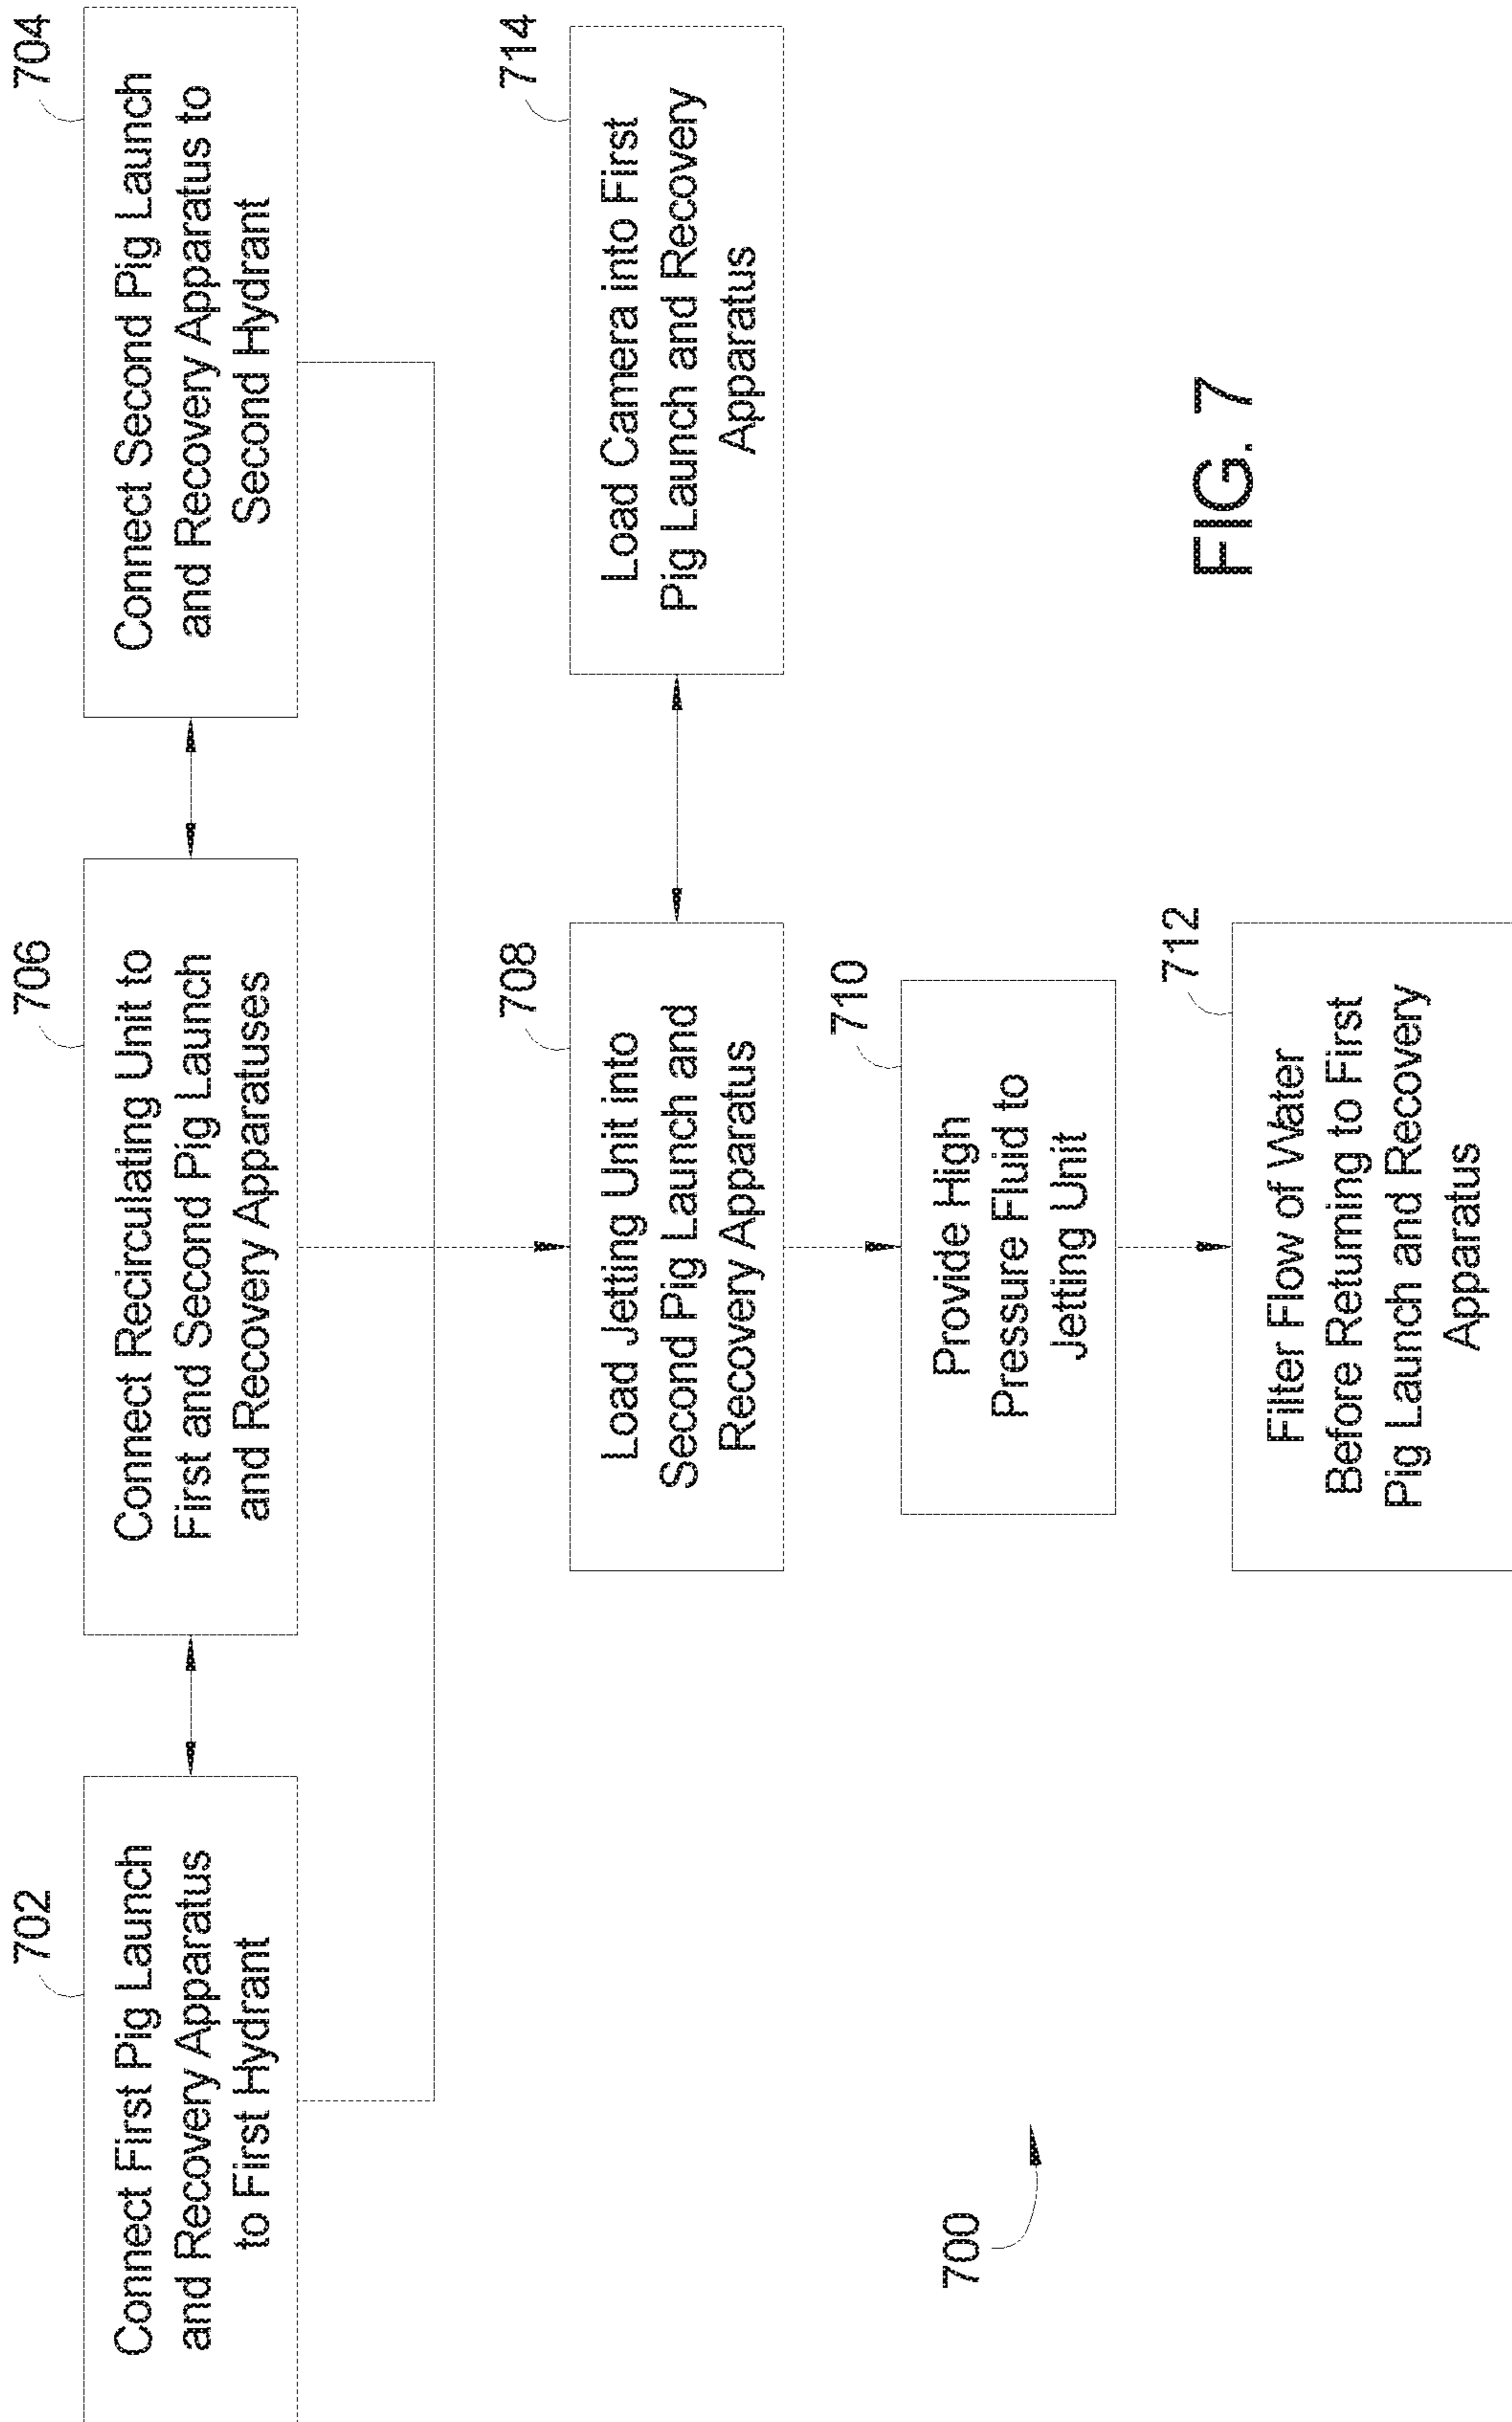 702
Connect First Pig Launch
and Recovery Apparatus
to First Hydrant
706
Connect Recirculating Unit to
First and Second Pig Launch
and Recovery Apparatuses
704
Connect Second Pig Launch
and Recovery Apparatus to
Second Hydrant
708
Load Jetting Unit into
Second Pig Launch and
Recovery Apparatus
714
Load Camera into First
Pig Launch and Recovery
Apparatus
710
Provide High
Pressure Fluid to
Jetting Unit
712
Filter Flow of Water
Before Returning to First
Pig Launch and Recovery
Apparatus
700
FIG. 7